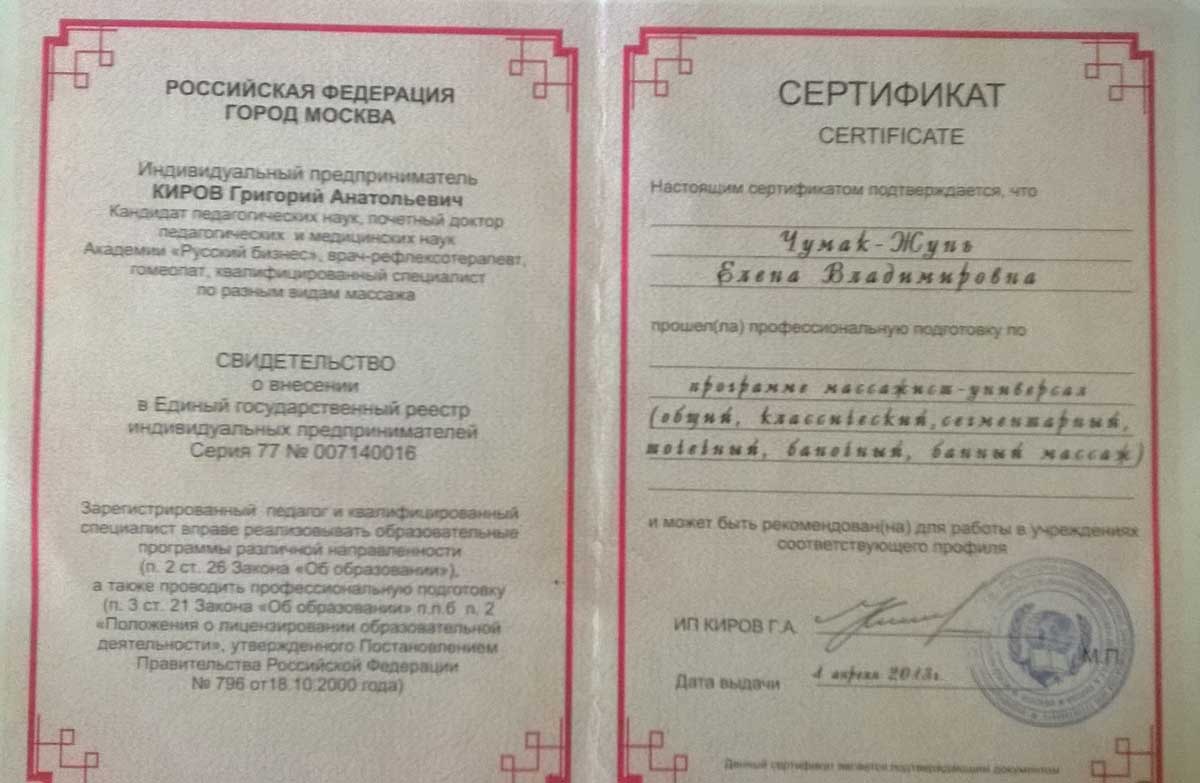 РОССИЙСКАЯ ФЕДЕРАЦИЯ
ГОРОД МОСКВА
Индивидуальный предприниматель
КИРОВ Григорий Анатольевич
Кандидат педагогических наук, почетный доктор
педагогических и медицинских наук
Академии «Русский бизнес», врач-рефлексотерапевт,
гомеопат, квалифицированный специалист
по разным видам массажа
СВИДЕТЕЛЬСТВО
о внесении
в Единый государственный реестр
индивидуальных предпринимателей
Серия 77 № 007140016
Зарегистрированный педагог и квалифицированный
специалист вправе реализовывать образовательные
программы различной направленности
(п. 2 ст. 26 Закона «Об образовании»),
а также проводить профессиональную подготовку
(п. 3 ст. 21 Закона «Об образовании» п.п.6 п. 2
«Положения о лицензировании образовательной
деятельности», утвержденного Постановлением
Правительства Российской Федерации
№ 796 от18.10.2000 года)
СЕРТИФИКАТ
CERTIFICATE
Настоящим сертификатом подтверждается, что
Чумак-Жунь
Елена Владимировна
прошел(ла) профессиональную подготовку по
программе массажист-универсал
(общий, классический,сегментарный,
точечный, баночный, банный массаж)
и может быть рекомендован(на) для работы в учреждениях
соответствующего профиля
ИП КИРОВ Г.А.
М.П.
Дата выдачи 1 апреля 2013г.
Данный сертификат является подтверждающим документом